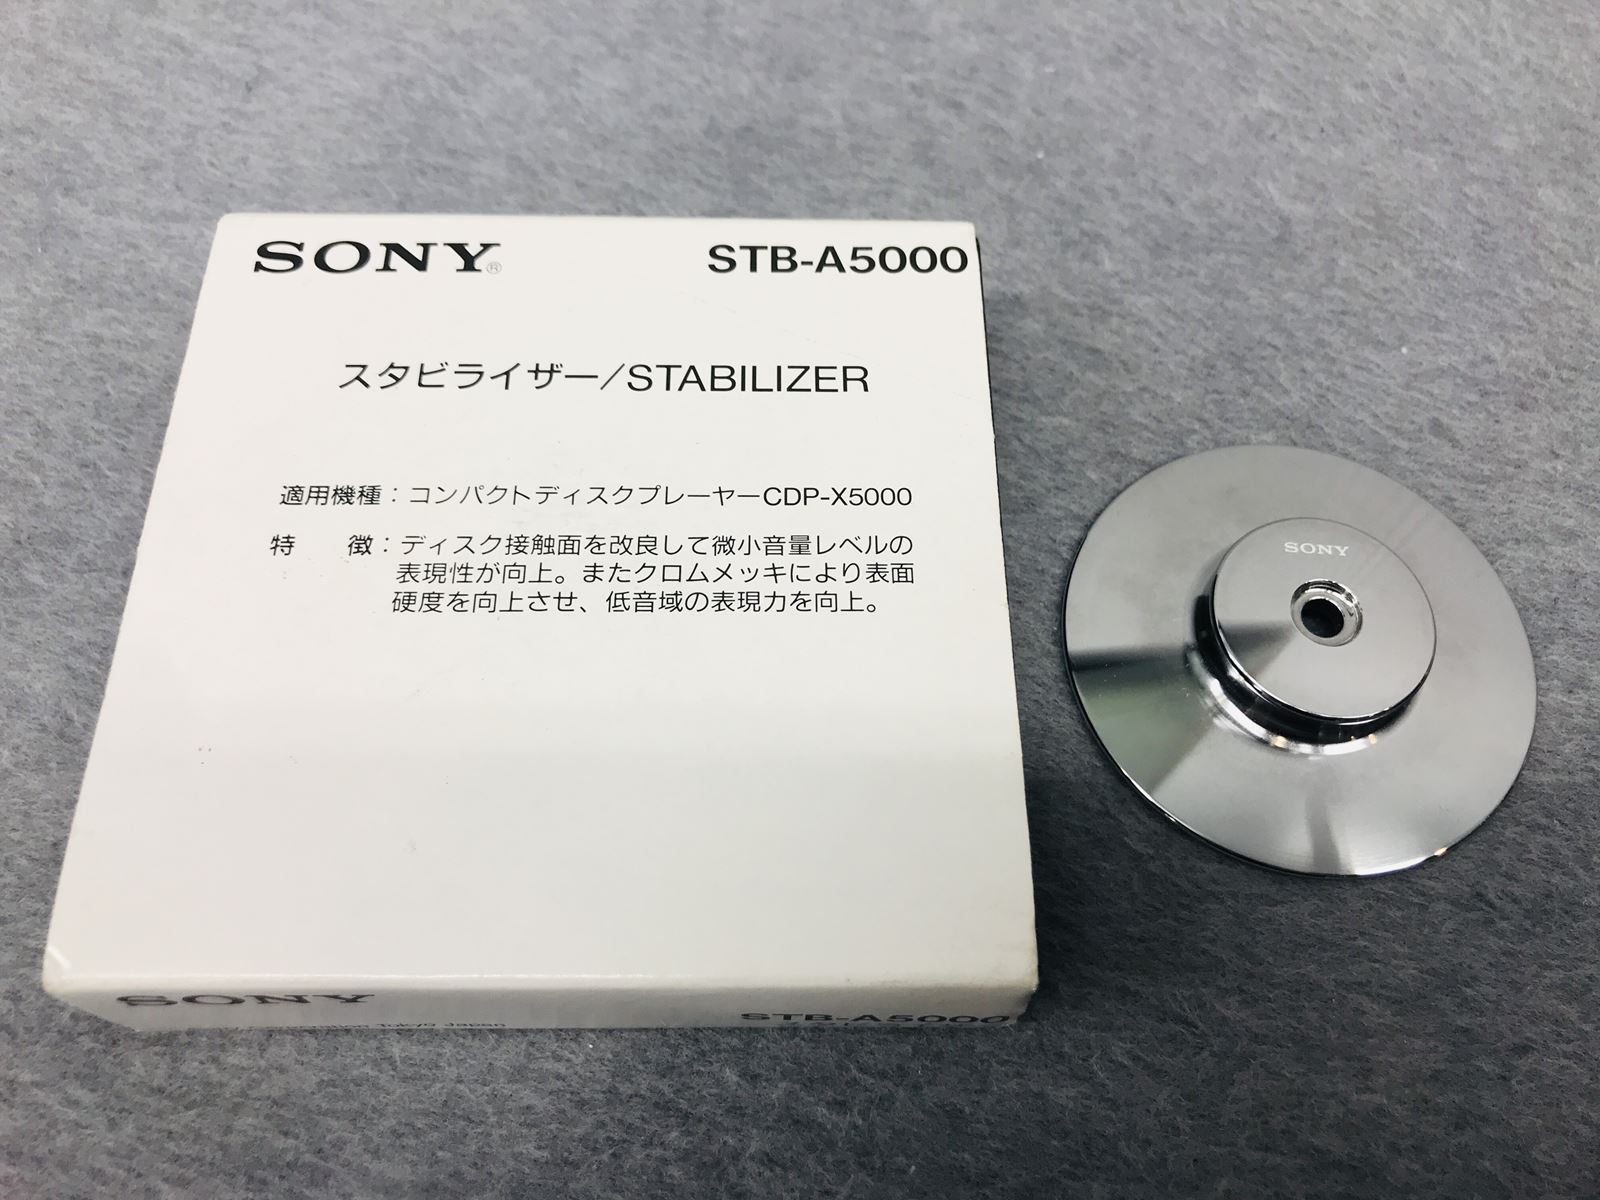 SONY® STB-A5000
スタビライザー/STABILIZER
適用機種：コンパクトディスクプレーヤーCDP-X5000
特　　徴：ディスク接触面を改良して微小音量レベルの
表現性が向上。またクロムメッキにより表面
硬度を向上させ、低音域の表現力を向上。
SONY
SONY STB-A5000
Tokyo Japan